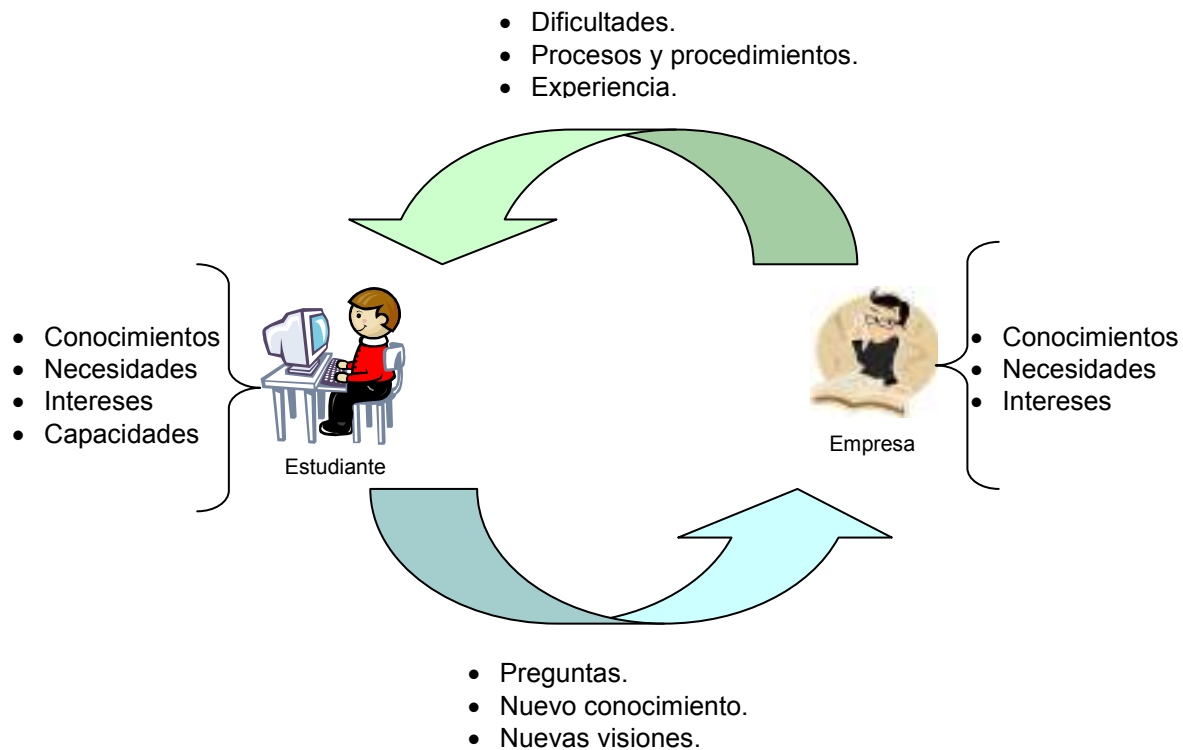 • Dificultades.
• Procesos y procedimientos.
• Experiencia.
• Conocimientos
• Necesidades
• Intereses
• Capacidades
Estudiante
Empresa
• Conocimientos
• Necesidades
• Intereses
• Preguntas.
• Nuevo conocimiento.
• Nuevas visiones.